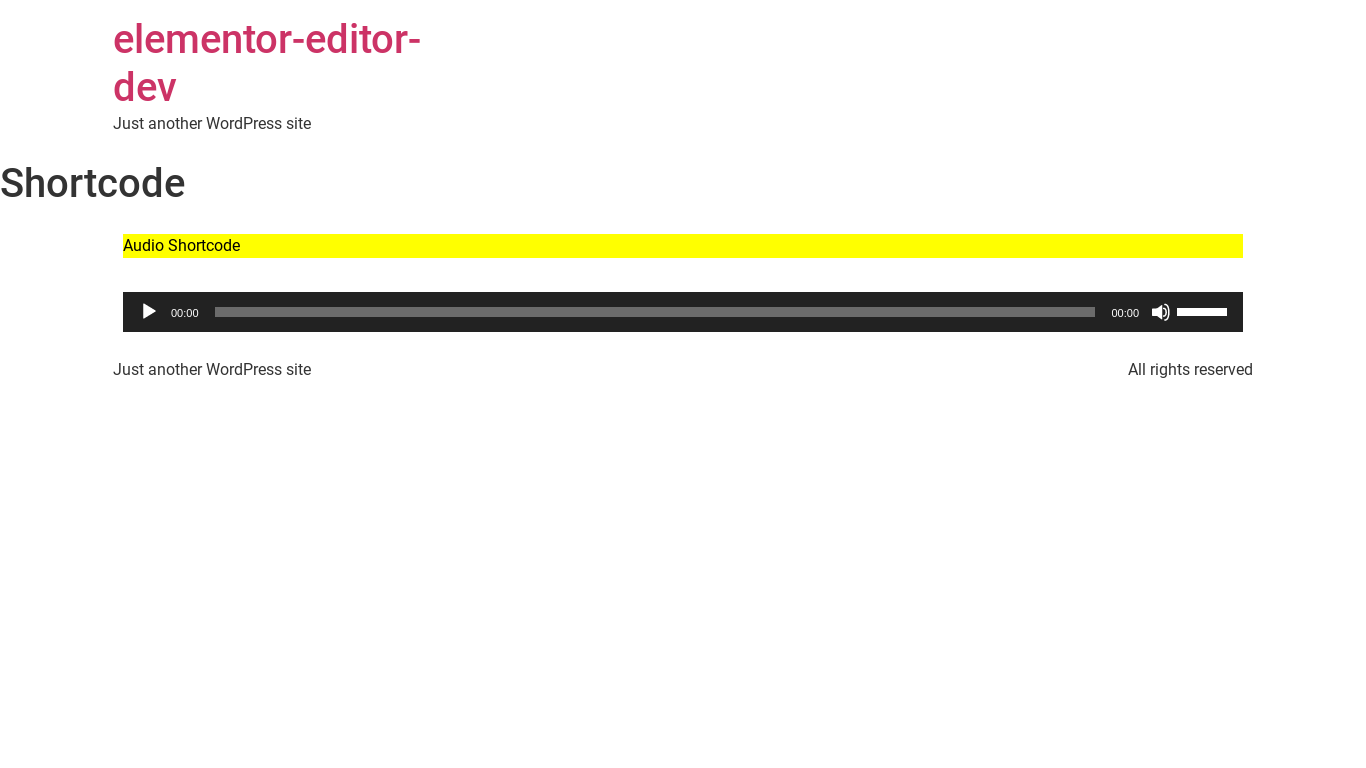 elementor-editor-
dev
Just another WordPress site
Shortcode
Audio Shortcode
00:00 00:00
Just another WordPress site All rights reserved